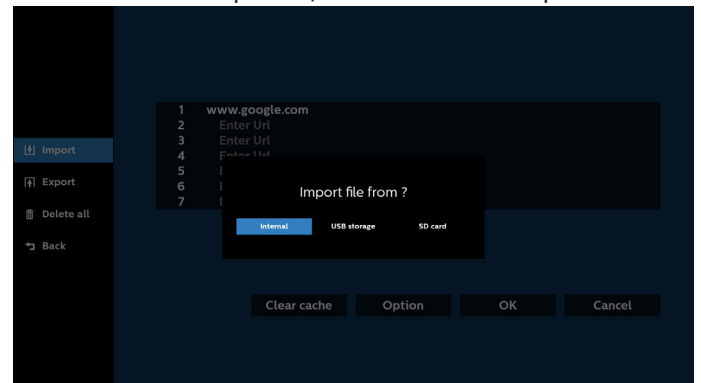 1 www.google.com
2 Enter Url
3 Enter Url
4 Enter Url
5
6
7
Import
Export
Delete all
Back
Import file from ?
Internal USB storage SD card
Clear cache Option OK Cancel